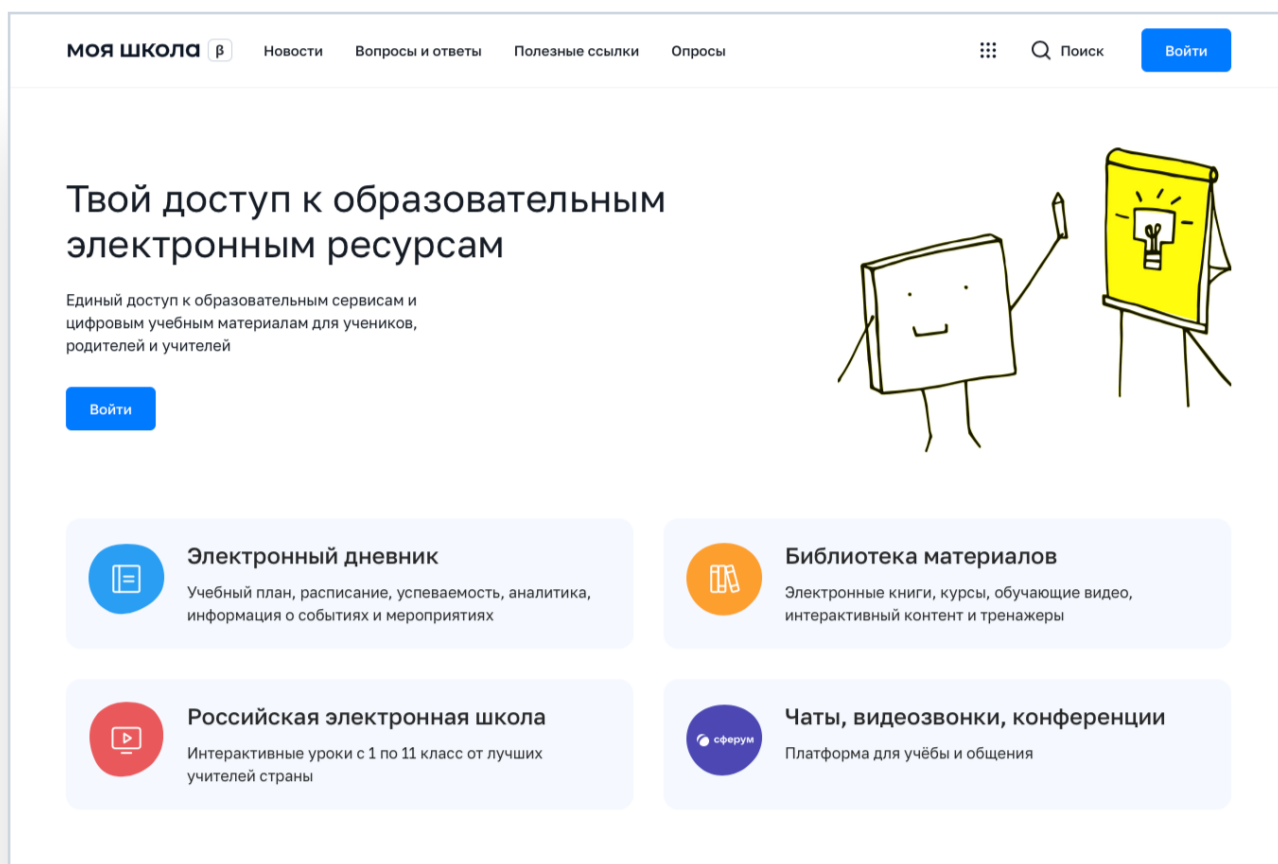 моя школа β
Новости
Вопросы и ответы
Полезные ссылки
Опросы
Поиск
Войти
Твой доступ к образовательным
электронным ресурсам
Единый доступ к образовательным сервисам и
цифровым учебным материалам для учеников,
родителей и учителей
Войти
Электронный дневник
Учебный план, расписание, успеваемость, аналитика,
информация о событиях и мероприятиях
Библиотека материалов
Электронные книги, курсы, обучающие видео,
интерактивный контент и тренажеры
Российская электронная школа
Интерактивные уроки с 1 по 11 класс от лучших
учителей страны
сферум
Чаты, видеозвонки, конференции
Платформа для учёбы и общения